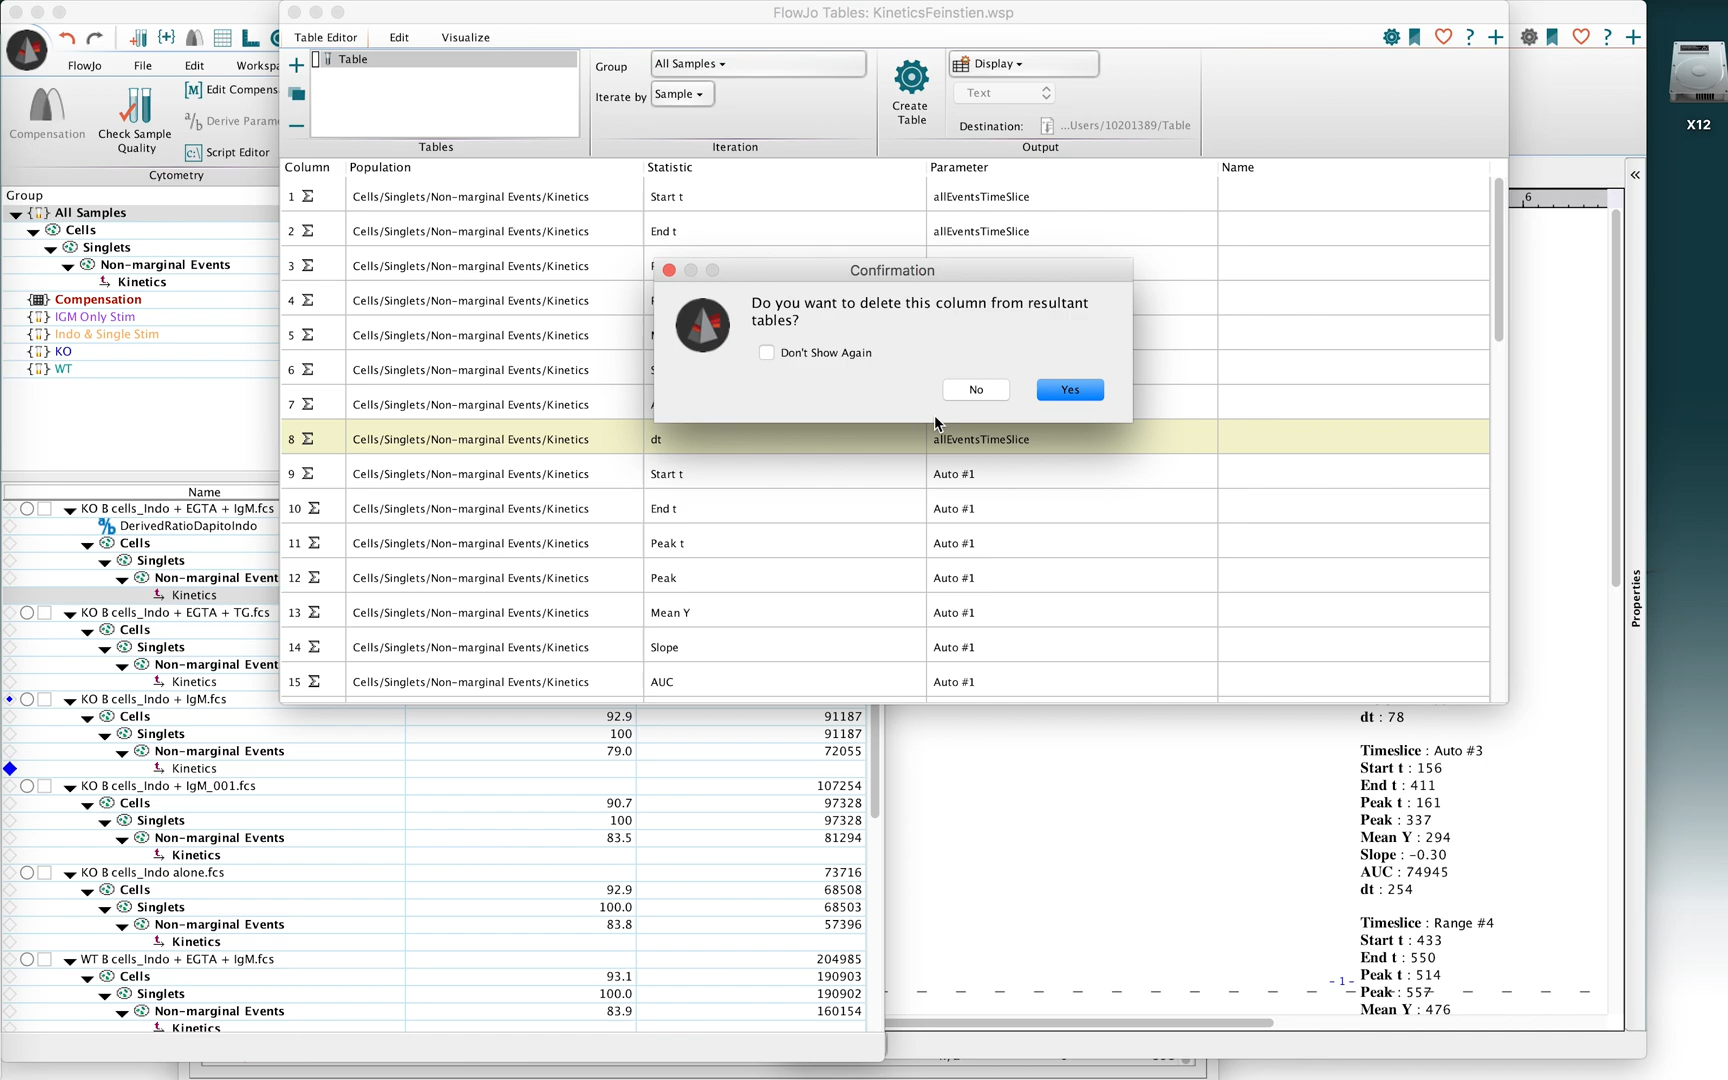 FlowJo Tables: KineticsFeinstien.wsp
FlowJo File Edit Workspa
Table Editor Edit Visualize
Compensation
Check Sample Quality
[M] Edit Compens
a/b Derive Parame
c:\ Script Editor
Cytometry
Table
Tables
Group All Samples
Iterate by Sample
Iteration
Create Table
Display
Text
Destination: ...Users/10201389/Table
Output
X12
Group
All Samples
Cells
Singlets
Non-marginal Events
Kinetics
Compensation
IGM Only Stim
Indo & Single Stim
KO
WT
Column Population Statistic Parameter Name
1 Σ Cells/Singlets/Non-marginal Events/Kinetics Start t allEventsTimeSlice
2 Σ Cells/Singlets/Non-marginal Events/Kinetics End t allEventsTimeSlice
3 Σ Cells/Singlets/Non-marginal Events/Kinetics
4 Σ Cells/Singlets/Non-marginal Events/Kinetics
5 Σ Cells/Singlets/Non-marginal Events/Kinetics
6 Σ Cells/Singlets/Non-marginal Events/Kinetics
7 Σ Cells/Singlets/Non-marginal Events/Kinetics
8 Σ Cells/Singlets/Non-marginal Events/Kinetics dt allEventsTimeSlice
9 Σ Cells/Singlets/Non-marginal Events/Kinetics Start t Auto #1
10 Σ Cells/Singlets/Non-marginal Events/Kinetics End t Auto #1
11 Σ Cells/Singlets/Non-marginal Events/Kinetics Peak t Auto #1
12 Σ Cells/Singlets/Non-marginal Events/Kinetics Peak Auto #1
13 Σ Cells/Singlets/Non-marginal Events/Kinetics Mean Y Auto #1
14 Σ Cells/Singlets/Non-marginal Events/Kinetics Slope Auto #1
15 Σ Cells/Singlets/Non-marginal Events/Kinetics AUC Auto #1
Confirmation
Do you want to delete this column from resultant
tables?
Don't Show Again
No Yes
6
Properties
Name
KO B cells_Indo + EGTA + IgM.fcs
a/b DerivedRatioDapitoIndo
Cells
Singlets
Non-marginal Event
Kinetics
KO B cells_Indo + EGTA + TG.fcs
Cells
Singlets
Non-marginal Event
Kinetics
KO B cells_Indo + IgM.fcs
Cells 92.9 91187
Singlets 100 91187
Non-marginal Events 79.0 72055
Kinetics
KO B cells_Indo + IgM_001.fcs 107254
Cells 90.7 97328
Singlets 100 97328
Non-marginal Events 83.5 81294
Kinetics
KO B cells_Indo alone.fcs 73716
Cells 92.9 68508
Singlets 100.0 68503
Non-marginal Events 83.8 57396
Kinetics
WT B cells_Indo + EGTA + IgM.fcs 204985
Cells 93.1 190903
Singlets 100.0 190902
Non-marginal Events 83.9 160154
Kinetics
dt : 78
Timeslice : Auto #3
Start t : 156
End t : 411
Peak t : 161
Peak : 337
Mean Y : 294
Slope : -0.30
AUC : 74945
dt : 254
Timeslice : Range #4
Start t : 433
End t : 550
Peak t : 514
- 1 -
Peak : 557
Mean Y : 476